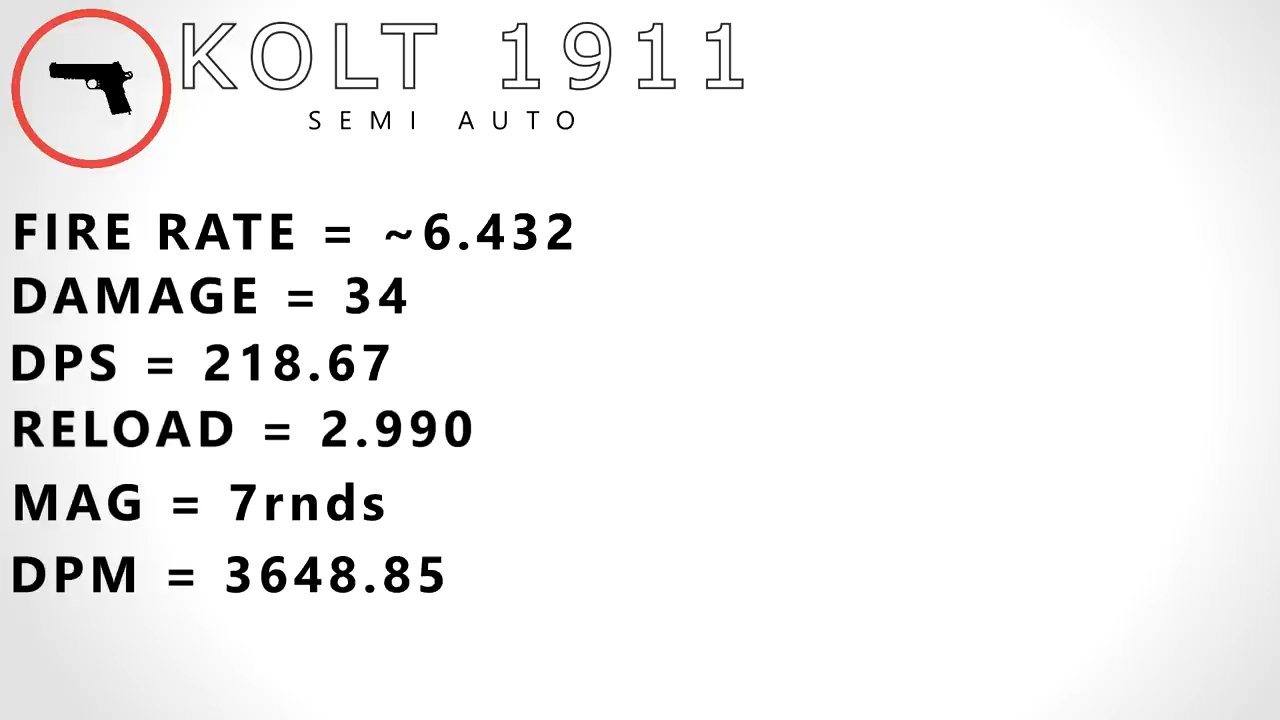 KOLT 1911
SEMI AUTO
FIRE RATE = ~6.432
DAMAGE = 34
DPS = 218.67
RELOAD = 2.990
MAG = 7rnds
DPM = 3648.85